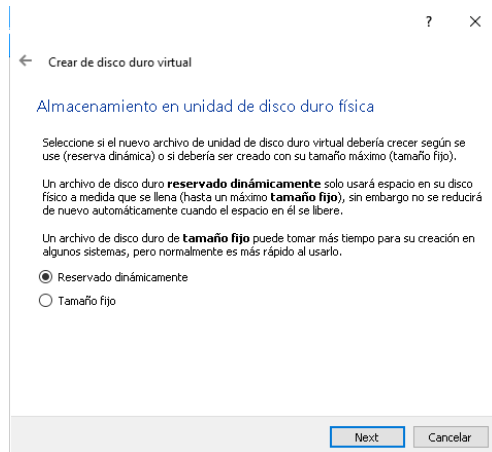 ?
Crear de disco duro virtual
Almacenamiento en unidad de disco duro física
Seleccione si el nuevo archivo de unidad de disco duro virtual debería crecer según se
use (reserva dinámica) o si debería ser creado con su tamaño máximo (tamaño fijo).
Un archivo de disco duro reservado dinámicamente solo usará espacio en su disco
físico a medida que se llena (hasta un máximo tamaño fijo), sin embargo no se reducirá
de nuevo automáticamente cuando el espacio en él se libere.
Un archivo de disco duro de tamaño fijo puede tomar más tiempo para su creación en
algunos sistemas, pero normalmente es más rápido al usarlo.
Reservado dinámicamente
Tamaño fijo
Next Cancelar